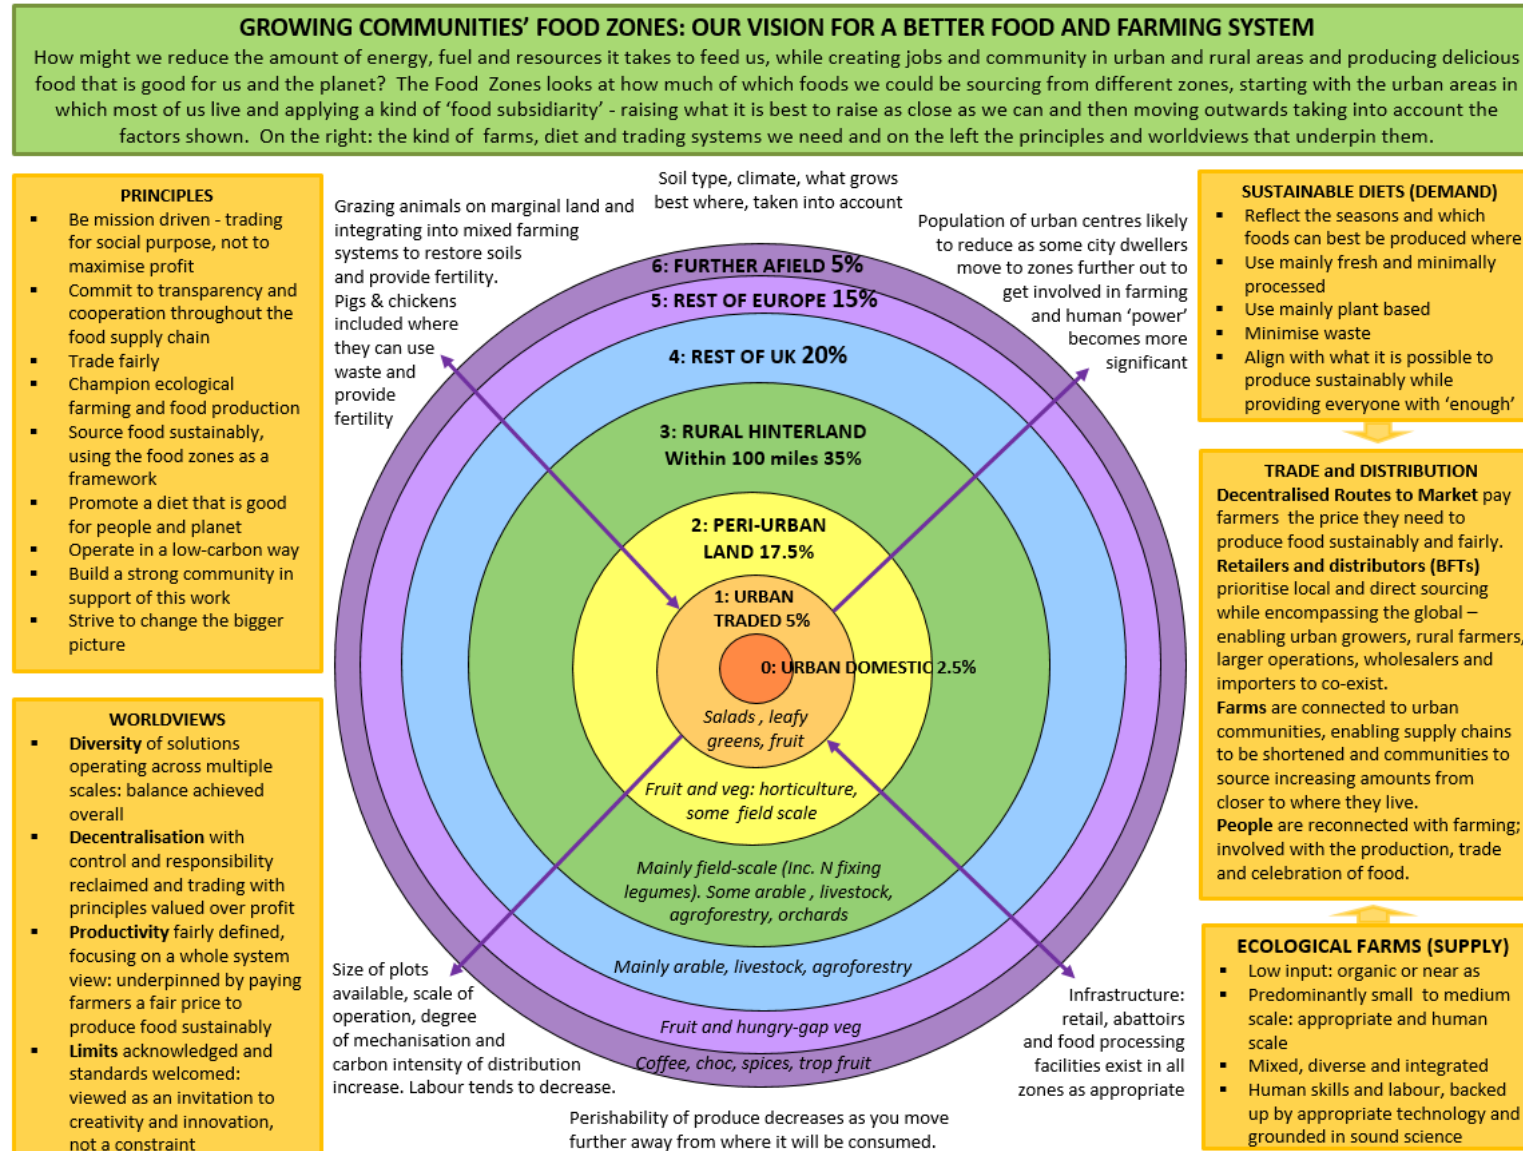 GROWING COMMUNITIES’ FOOD ZONES: OUR VISION FOR A BETTER FOOD AND FARMING SYSTEM
How might we reduce the amount of energy, fuel and resources it takes to feed us, while creating jobs and community in urban and rural areas and producing delicious
food that is good for us and the planet? The Food Zones looks at how much of which foods we could be sourcing from different zones, starting with the urban areas in
which most of us live and applying a kind of ‘food subsidiarity’ - raising what it is best to raise as close as we can and then moving outwards taking into account the
factors shown. On the right: the kind of farms, diet and trading systems we need and on the left the principles and worldviews that underpin them.
PRINCIPLES
▪ Be mission driven - trading
for social purpose, not to
maximise profit
▪ Commit to transparency and
cooperation throughout the
food supply chain
▪ Trade fairly
▪ Champion ecological
farming and food production
▪ Source food sustainably,
using the food zones as a
framework
▪ Promote a diet that is good
for people and planet
▪ Operate in a low-carbon way
▪ Build a strong community in
support of this work
▪ Strive to change the bigger
picture
WORLDVIEWS
▪ Diversity of solutions
operating across multiple
scales: balance achieved
overall
▪ Decentralisation with
control and responsibility
reclaimed and trading with
principles valued over profit
▪ Productivity fairly defined,
focusing on a whole system
view: underpinned by paying
farmers a fair price to
produce food sustainably
▪ Limits acknowledged and
standards welcomed:
viewed as an invitation to
creativity and innovation,
not a constraint
Grazing animals on marginal land and
integrating into mixed farming
systems to restore soils
and provide fertility.
Pigs & chickens
included where
they can use
waste and
provide
fertility
Soil type, climate, what grows
best where, taken into account
Population of urban centres likely
to reduce as some city dwellers
move to zones further out to
get involved in farming
and human ‘power’
becomes more
significant
6: FURTHER AFIELD 5%
5: REST OF EUROPE 15%
4: REST OF UK 20%
3: RURAL HINTERLAND
Within 100 miles 35%
2: PERI-URBAN
LAND 17.5%
1: URBAN
TRADED 5%
0: URBAN DOMESTIC 2.5%
Salads , leafy
greens, fruit
Fruit and veg: horticulture,
some field scale
Mainly field-scale (Inc. N fixing
legumes). Some arable , livestock,
agroforestry, orchards
Mainly arable, livestock, agroforestry
Fruit and hungry-gap veg
Coffee, choc, spices, trop fruit
Size of plots
available, scale of
operation, degree
of mechanisation and
carbon intensity of distribution
increase. Labour tends to decrease.
Perishability of produce decreases as you move
further away from where it will be consumed.
Infrastructure:
retail, abattoirs
and food processing
facilities exist in all
zones as appropriate
SUSTAINABLE DIETS (DEMAND)
▪ Reflect the seasons and which
foods can best be produced where
▪ Use mainly fresh and minimally
processed
▪ Use mainly plant based
▪ Minimise waste
▪ Align with what it is possible to
produce sustainably while
providing everyone with ‘enough’
TRADE and DISTRIBUTION
Decentralised Routes to Market pay
farmers the price they need to
produce food sustainably and fairly.
Retailers and distributors (BFTs)
prioritise local and direct sourcing
while encompassing the global –
enabling urban growers, rural farmers,
larger operations, wholesalers and
importers to co-exist.
Farms are connected to urban
communities, enabling supply chains
to be shortened and communities to
source increasing amounts from
closer to where they live.
People are reconnected with farming;
involved with the production, trade
and celebration of food.
ECOLOGICAL FARMS (SUPPLY)
▪ Low input: organic or near as
▪ Predominantly small to medium
scale: appropriate and human
scale
▪ Mixed, diverse and integrated
▪ Human skills and labour, backed
up by appropriate technology and
grounded in sound science